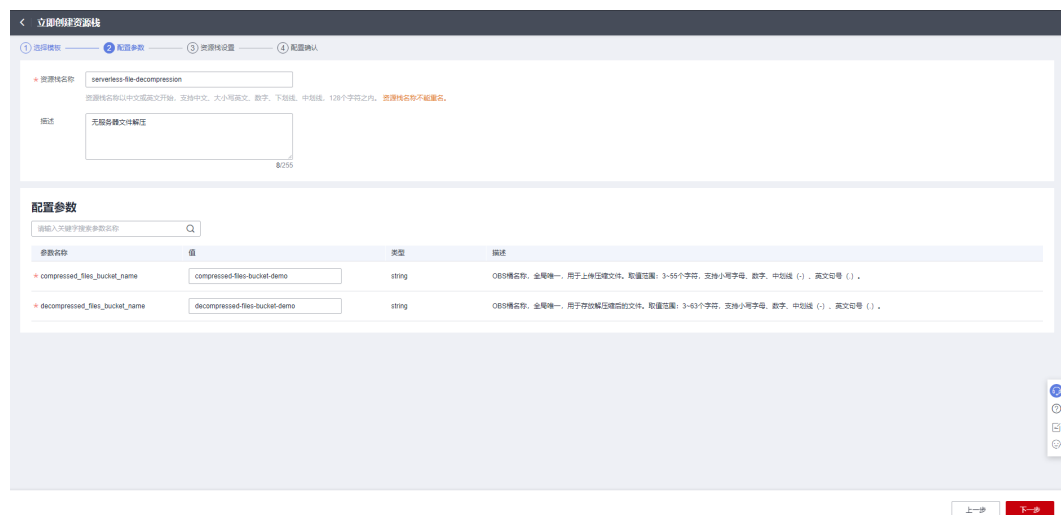 立即创建资源栈
1 选择模板 2 配置参数 3 资源栈设置 4 配置确认
* 资源栈名称 serverless-file-decompression
资源栈名称以中文或英文开始，支持中文、大小写英文、数字、下划线、中划线，128个字符之内。 资源栈名称不能重名。
描述 无服务器文件解压
8/255
配置参数
请输入关键字搜索参数名称
参数名称 值 类型 描述
* compressed_files_bucket_name compressed-files-bucket-demo string OBS桶名称，全局唯一，用于上传压缩文件。取值范围：3~55个字符，支持小写字母、数字、中划线（-）、英文句号（.）。
* decompressed_files_bucket_name decompressed-files-bucket-demo string OBS桶名称，全局唯一，用于存放解压缩后的文件。取值范围：3~63个字符，支持小写字母、数字、中划线（-）、英文句号（.）。
上一步 下一步